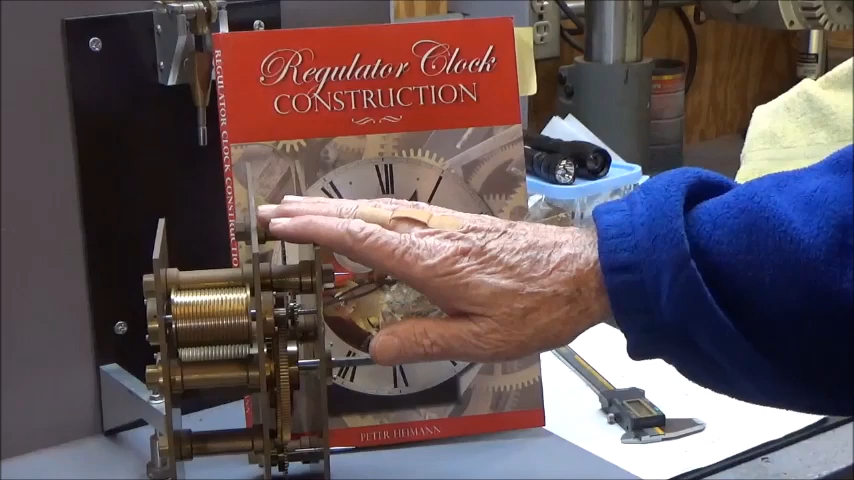 Regulator Clock
CONSTRUCTION
REGULATOR CLOCK CONSTRUCTION
PETER HEIMANN